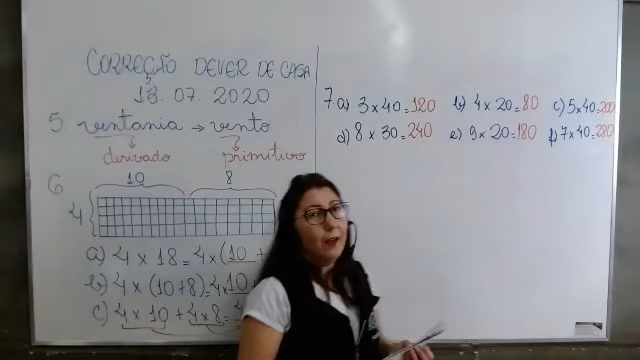 CORREÇÃO DEVER DE CASA
13.07.2020
5 ventania → vento
derivado primitivo
6
10 8
4
a) 4 x 18 = 4 x (10 +
b) 4 x (10+8) = 4 x 10 +
c) 4 x 10 + 4 x 8 =
7. a) 3 x 40 = 120 b) 4 x 20 = 80 c) 5 x 40 = 200
d) 8 x 30 = 240 e) 9 x 20 = 180 f) 7 x 40 = 280